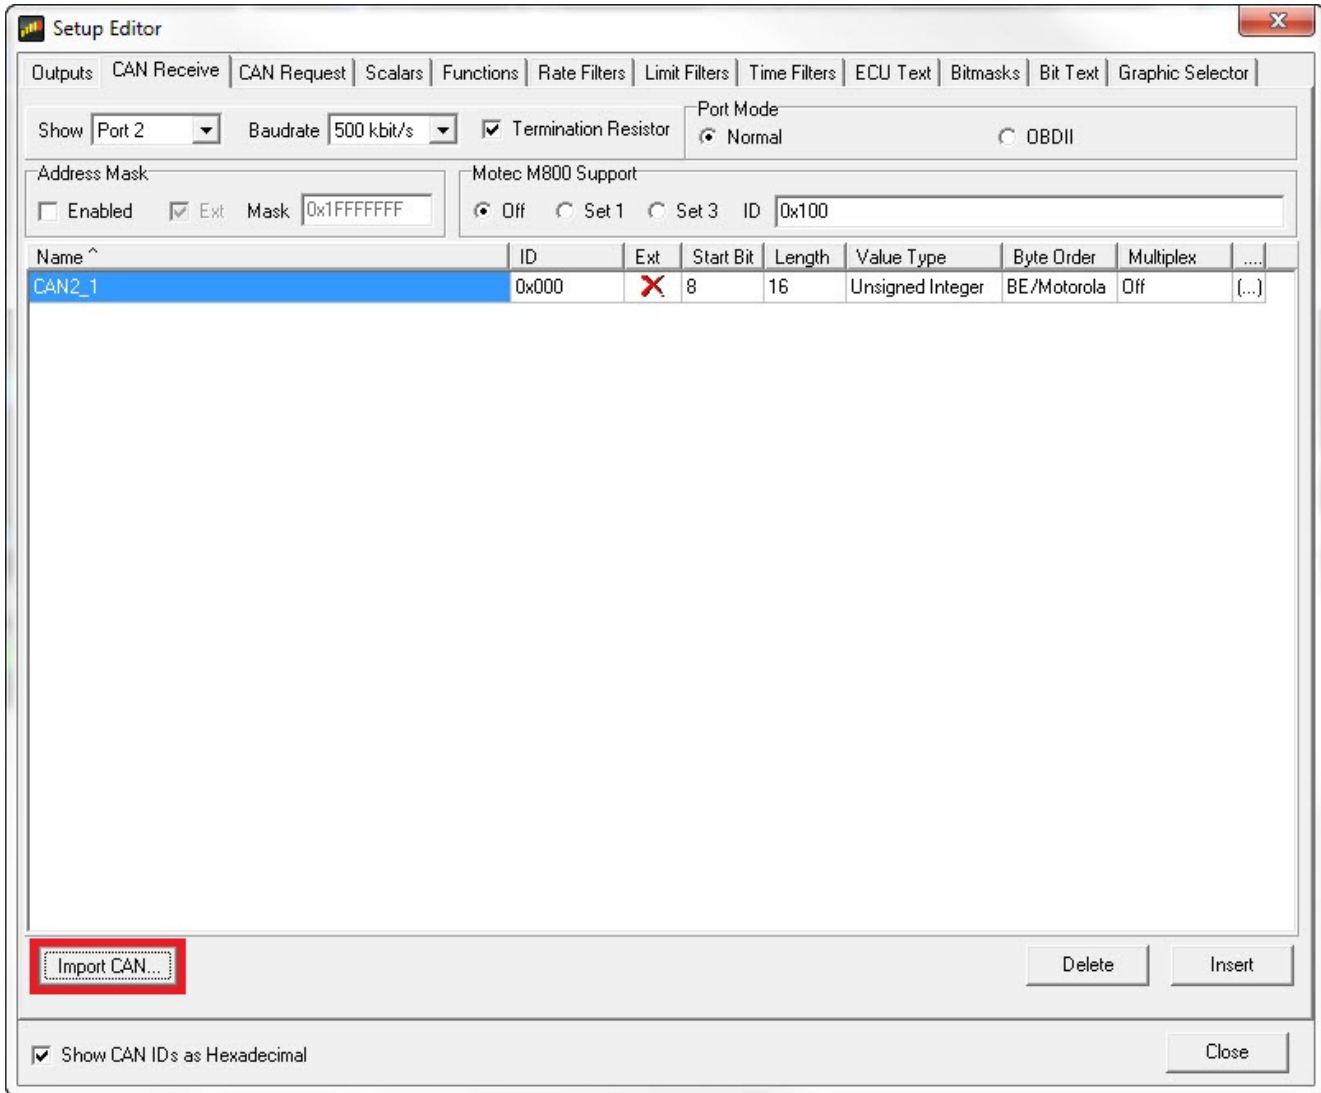 Setup Editor
Outputs CAN Receive CAN Request Scalars Functions Rate Filters Limit Filters Time Filters ECU Text Bitmasks Bit Text Graphic Selector
Show Port 2 Baudrate 500 kbit/s Termination Resistor
Port Mode
Normal OBDII
Address Mask
Enabled Ext Mask 0x1FFFFFFF
Motec M800 Support
Off Set 1 Set 3 ID 0x100
Name ^ ID Ext Start Bit Length Value Type Byte Order Multiplex ....
CAN2_1 0x000 8 16 Unsigned Integer BE/Motorola Off (...)
Import CAN... Delete Insert
Show CAN IDs as Hexadecimal Close